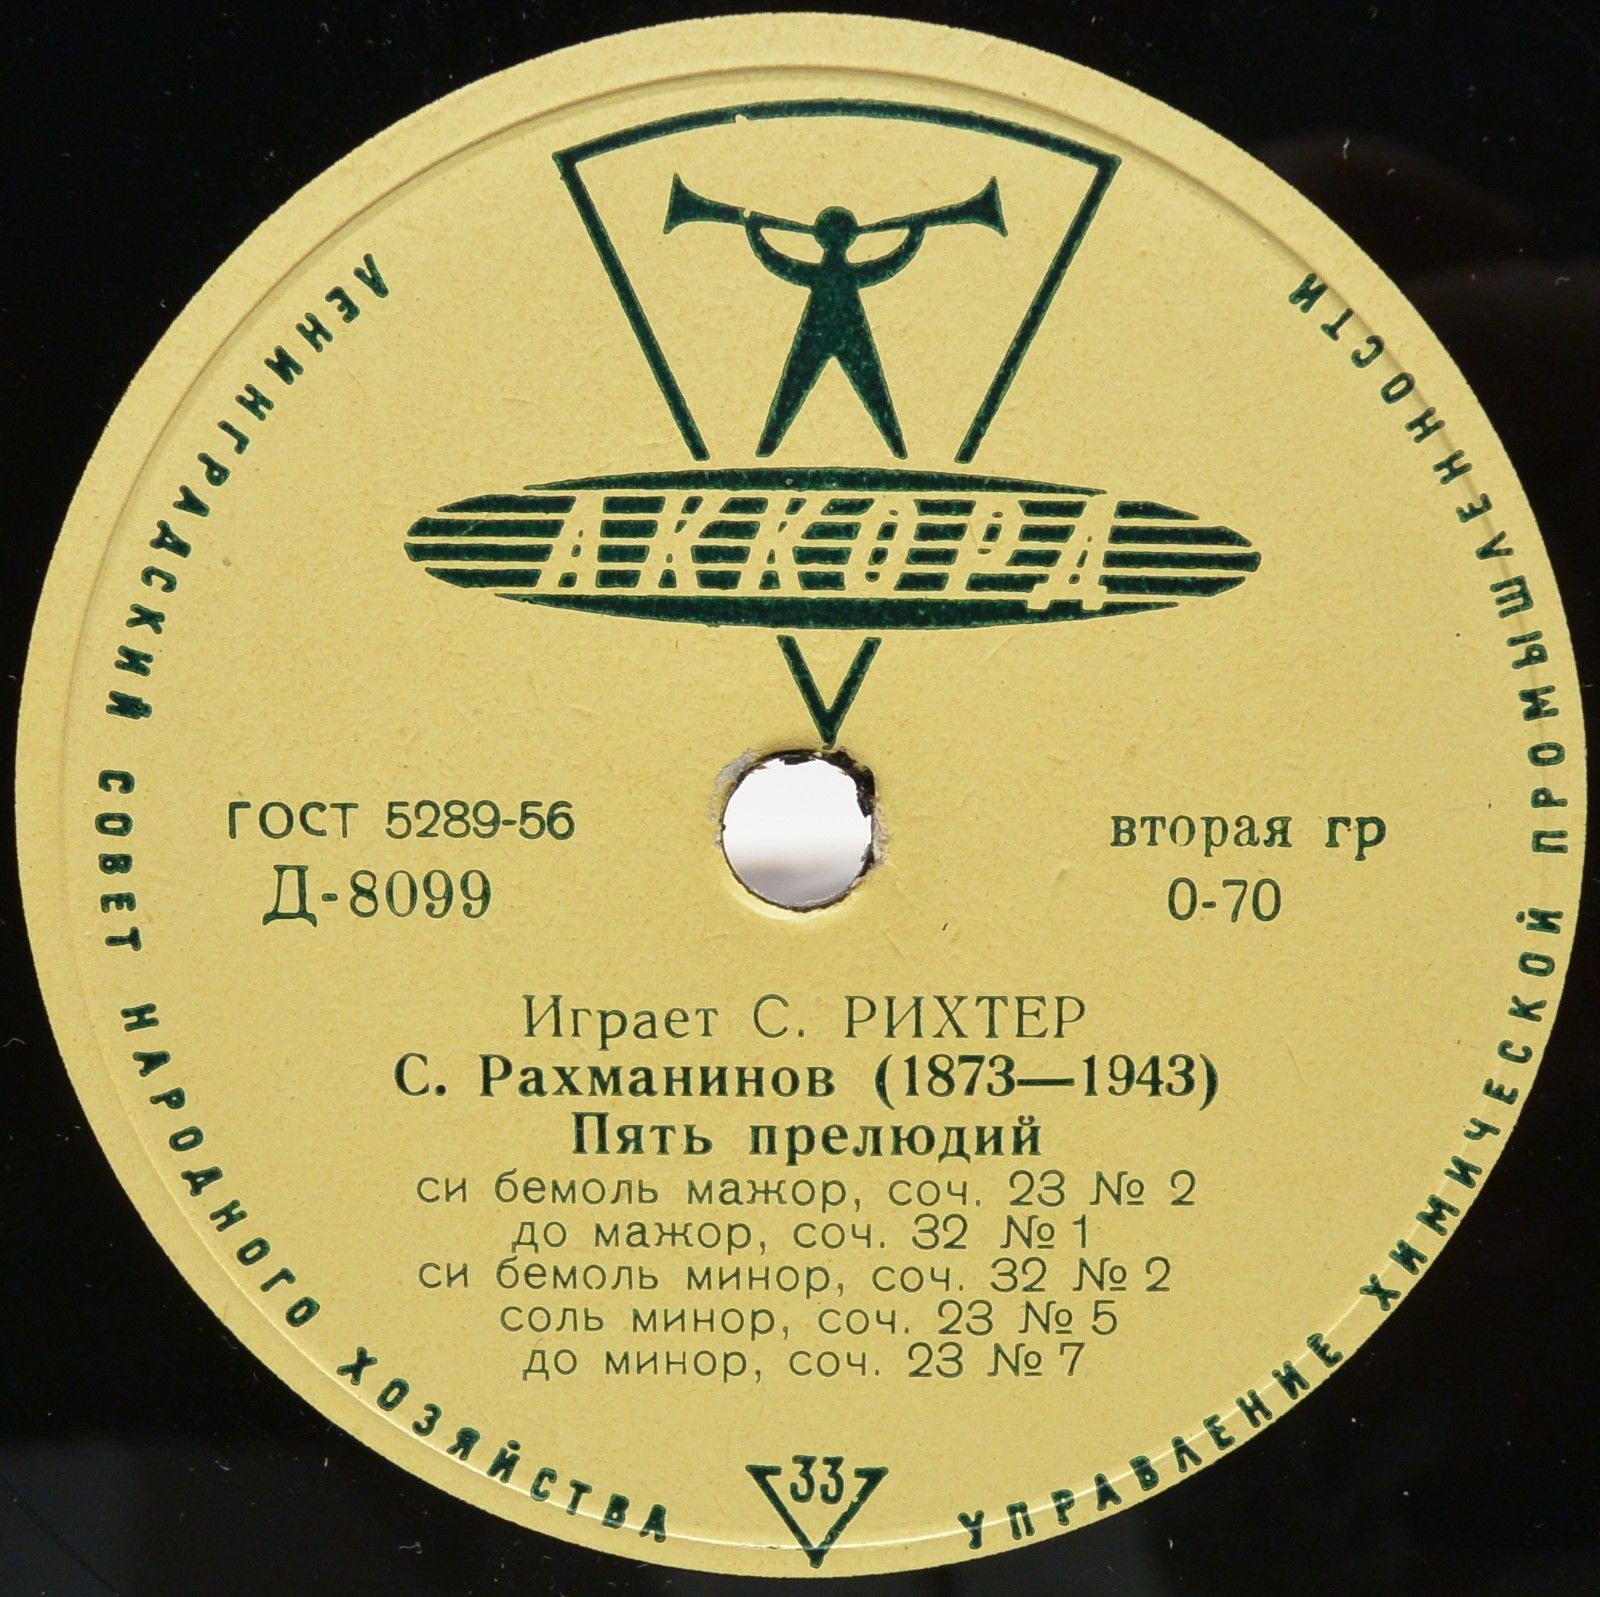 АККОРД
ЛЕНИНГРАДСКИЙ СОВЕТ НАРОДНОГО ХОЗЯЙСТВА
УПРАВЛЕНИЕ ХИМИЧЕСКОЙ ПРОМЫШЛЕННОСТИ
ГОСТ 5289-56
Д-8099
вторая гр
0-70
Играет С. РИХТЕР
С. Рахманинов (1873—1943)
Пять прелюдий
си бемоль мажор, соч. 23 № 2
до мажор, соч. 32 № 1
си бемоль минор, соч. 32 № 2
соль минор, соч. 23 № 5
до минор, соч. 23 № 7
33